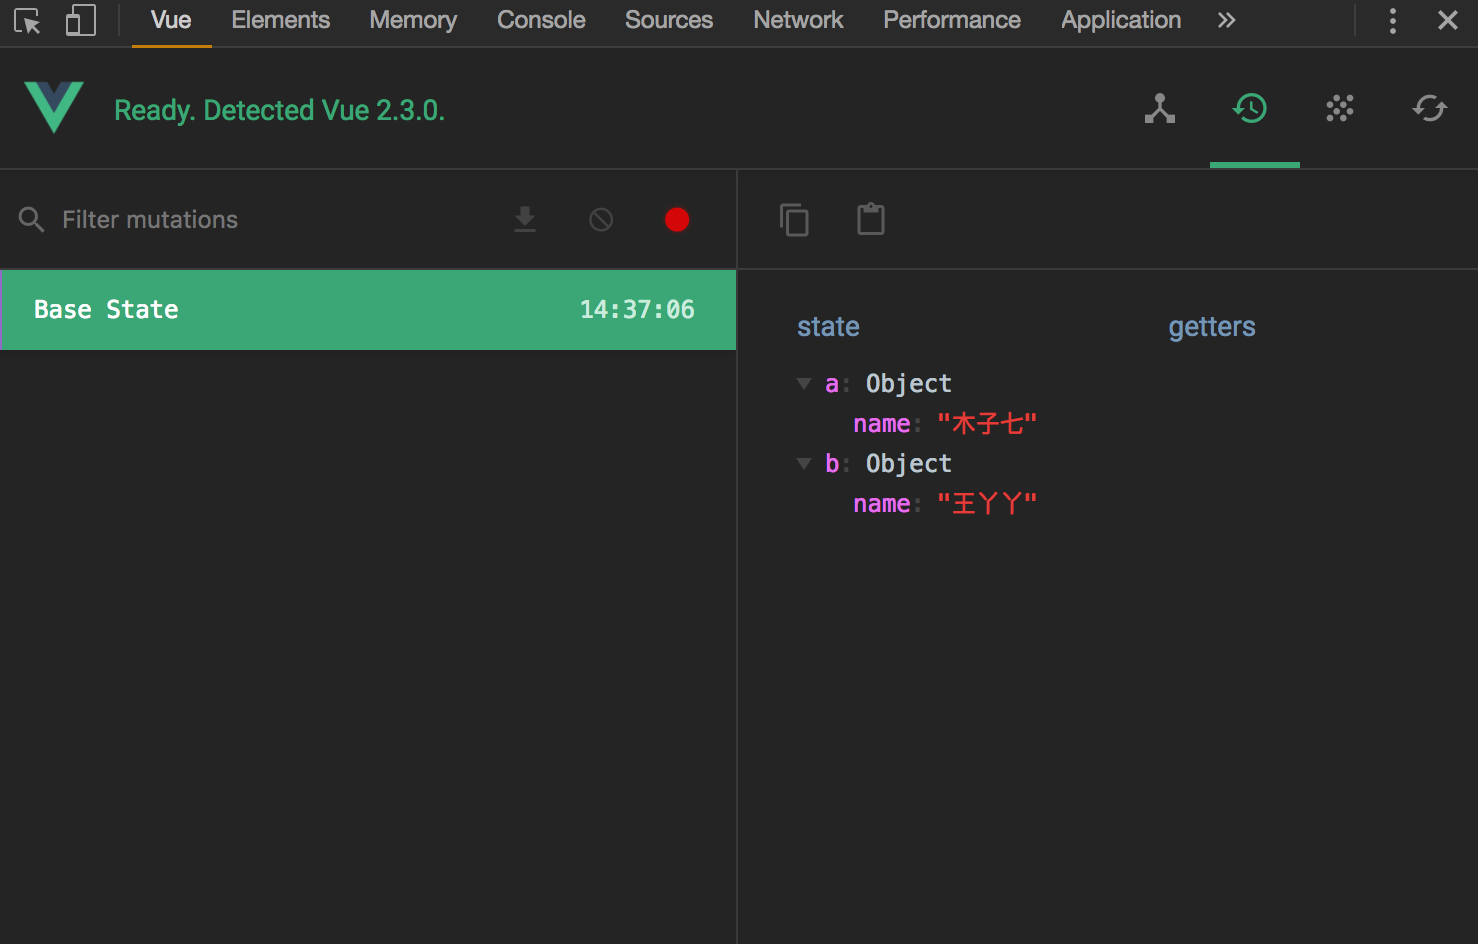 Vue Elements Memory Console Sources Network Performance Application
Ready. Detected Vue 2.3.0.
Filter mutations
Base State 14:37:06
state getters
a: Object
name: "木子七"
b: Object
name: "王丫丫"